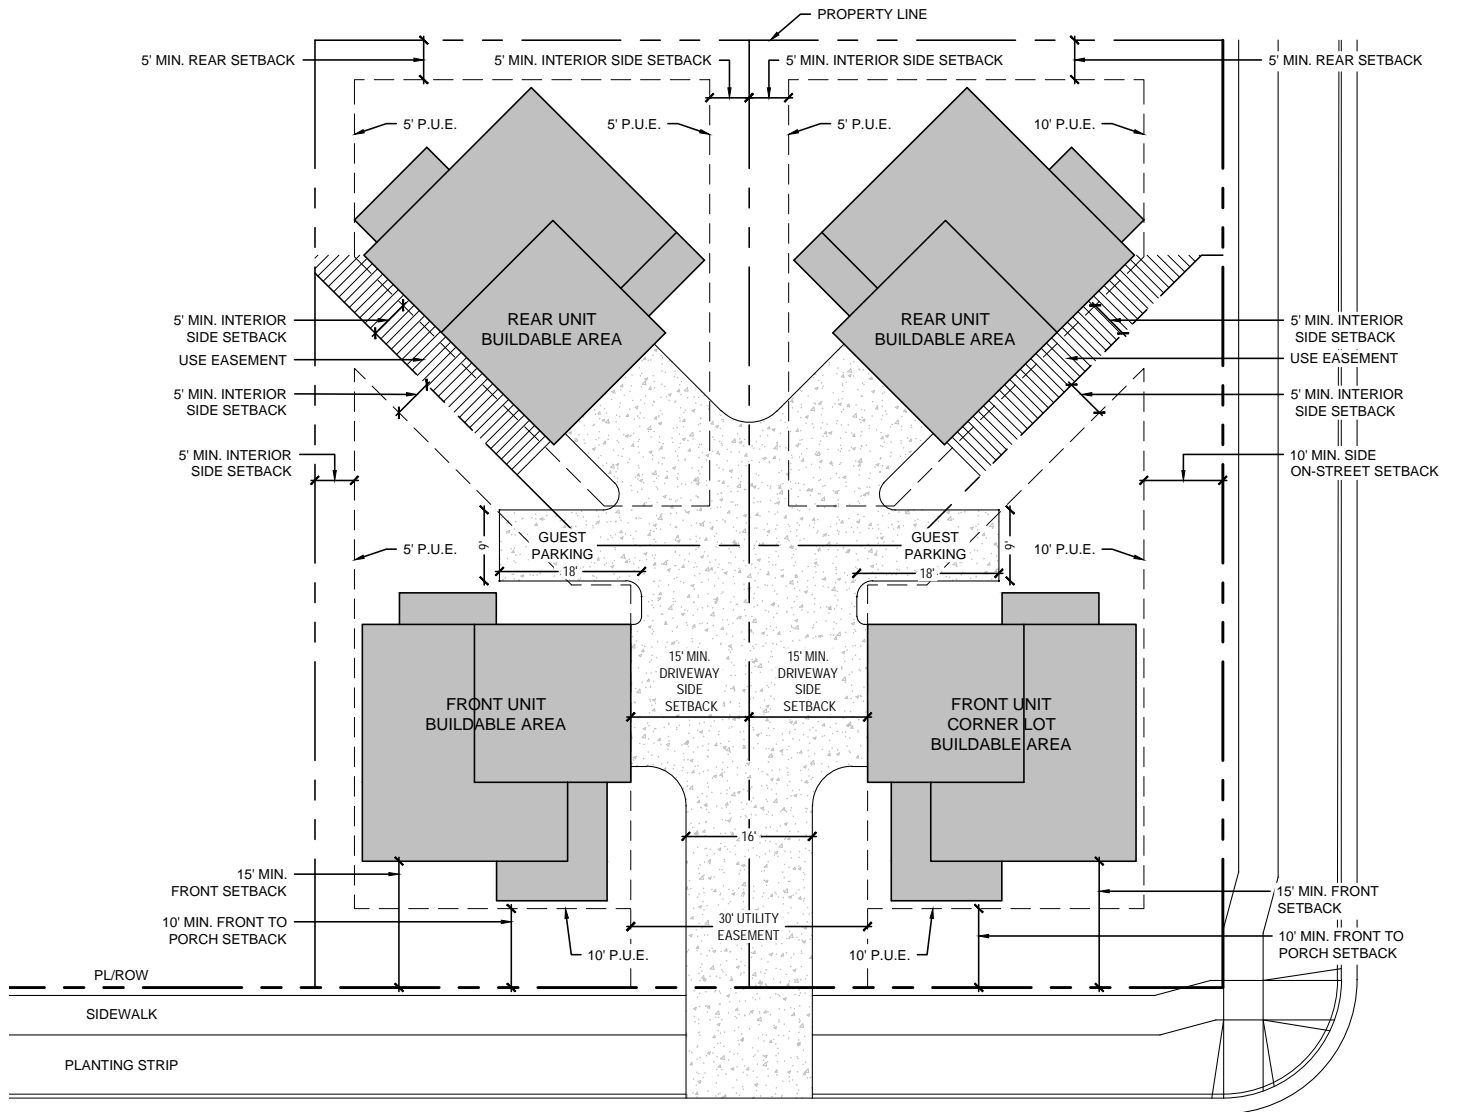 PROPERTY LINE
5' MIN. REAR SETBACK
5' MIN. INTERIOR SIDE SETBACK
5' MIN. INTERIOR SIDE SETBACK
5' MIN. REAR SETBACK
5' P.U.E.
5' P.U.E.
5' P.U.E.
10' P.U.E.
REAR UNIT
BUILDABLE AREA
REAR UNIT
BUILDABLE AREA
5' MIN. INTERIOR
SIDE SETBACK
USE EASEMENT
5' MIN. INTERIOR
SIDE SETBACK
5' MIN. INTERIOR
SIDE SETBACK
5' MIN. INTERIOR
SIDE SETBACK
USE EASEMENT
5' MIN. INTERIOR
SIDE SETBACK
10' MIN. SIDE
ON-STREET SETBACK
5' P.U.E.
9'
GUEST
PARKING
18'
GUEST
PARKING
18'
9'
10' P.U.E.
15' MIN.
DRIVEWAY
SIDE
SETBACK
15' MIN.
DRIVEWAY
SIDE
SETBACK
FRONT UNIT
BUILDABLE AREA
FRONT UNIT
CORNER LOT
BUILDABLE AREA
16'
15' MIN.
FRONT SETBACK
10' MIN. FRONT TO
PORCH SETBACK
30' UTILITY
EASEMENT
15' MIN. FRONT
SETBACK
10' MIN. FRONT TO
PORCH SETBACK
10' P.U.E.
10' P.U.E.
PL/ROW
SIDEWALK
PLANTING STRIP